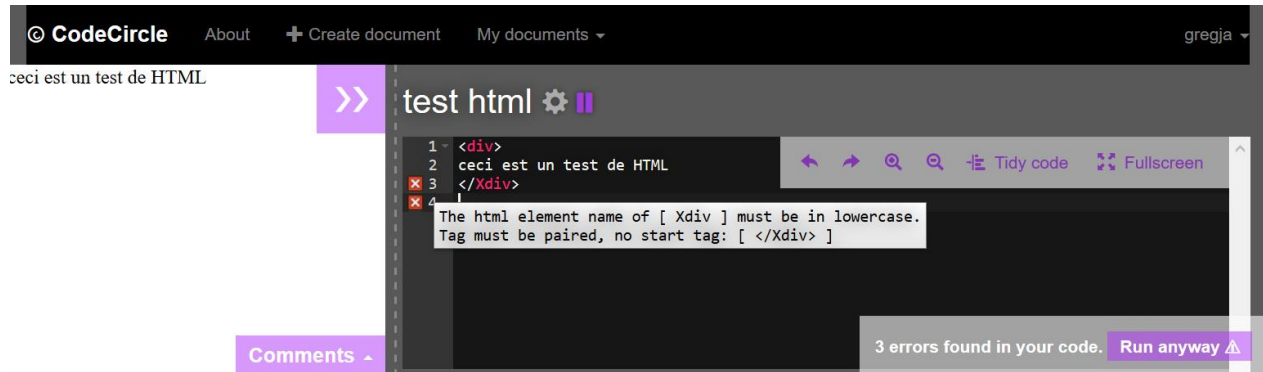 © CodeCircle About + Create document My documents gregja
ceci est un test de HTML
test html
1 <div>
2 ceci est un test de HTML
3 </Xdiv>
4
Tidy code Fullscreen
The html element name of [ Xdiv ] must be in lowercase.
Tag must be paired, no start tag: [ </Xdiv> ]
3 errors found in your code. Run anyway
Comments